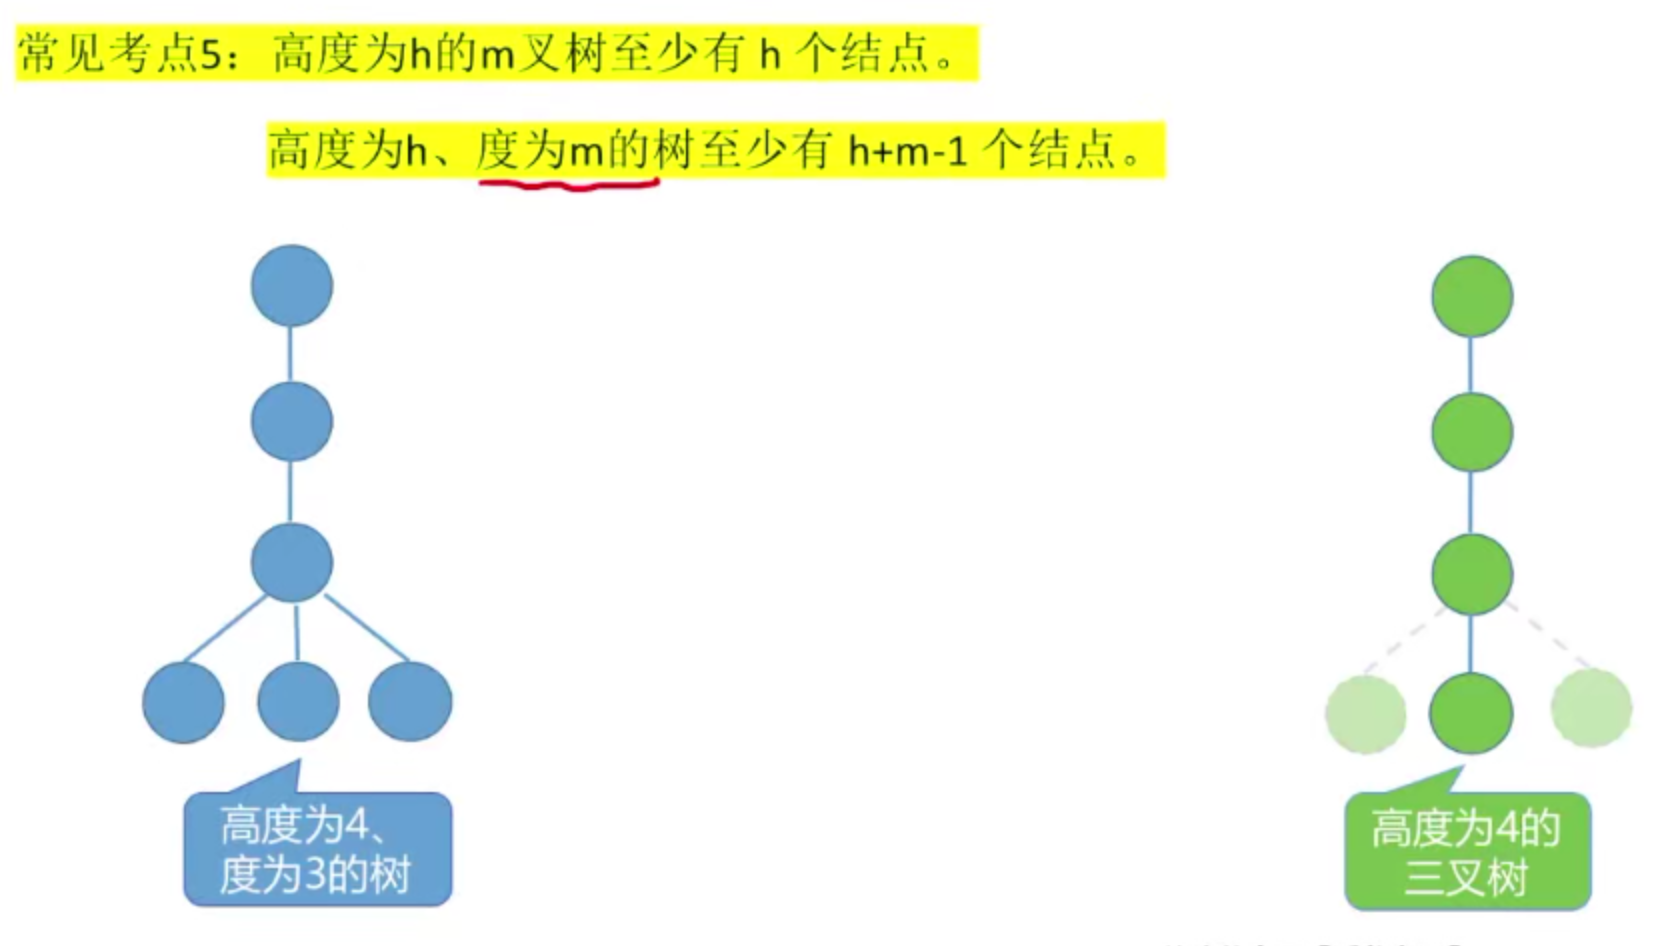 常见考点5：高度为h的m叉树至少有 h 个结点。
高度为h、度为m的树至少有 h+m-1 个结点。
高度为4、
度为3的树
高度为4的
三叉树